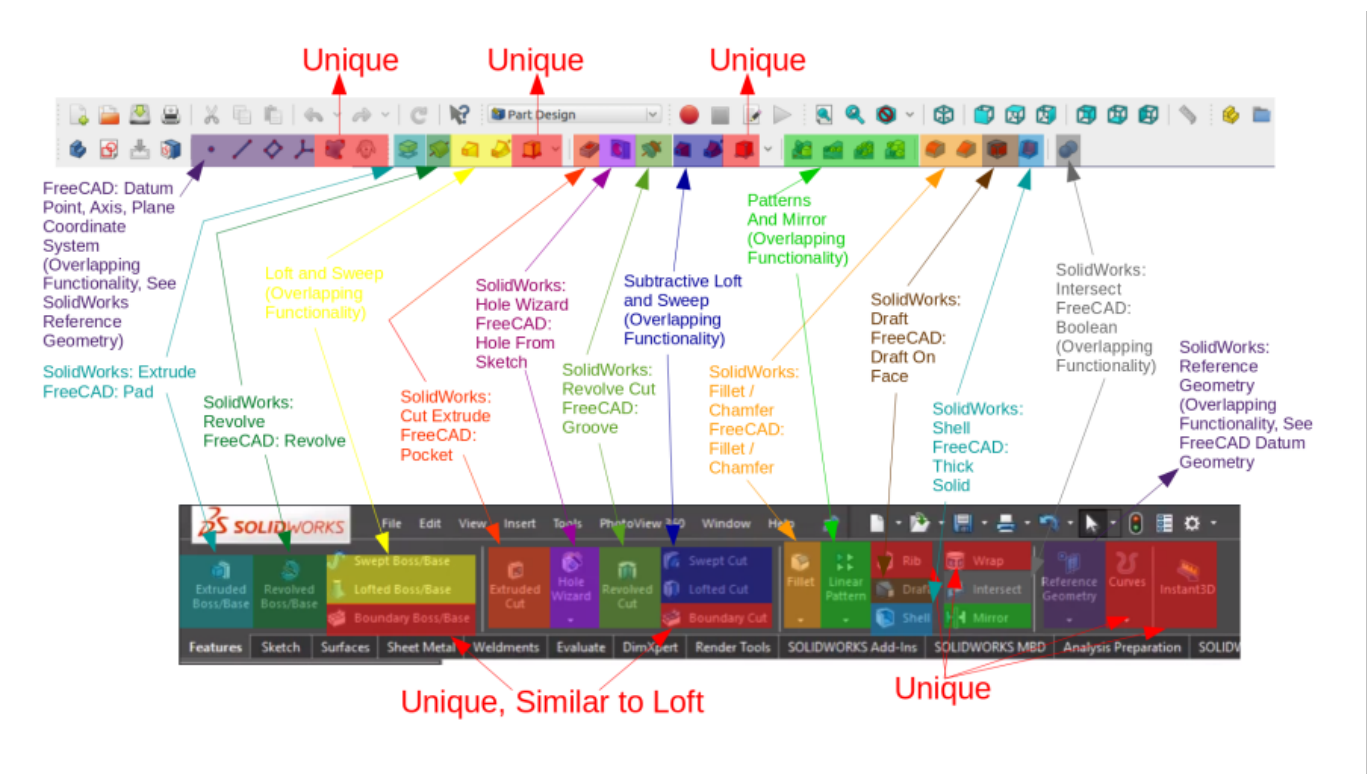 Unique
Unique
Unique
Part Design
FreeCAD: Datum
Point, Axis, Plane
Coordinate
System
(Overlapping
Functionality, See
SolidWorks
Reference
Geometry)
SolidWorks: Extrude
FreeCAD: Pad
SolidWorks:
Revolve
FreeCAD: Revolve
Loft and Sweep
(Overlapping
Functionality)
SolidWorks:
Cut Extrude
FreeCAD:
Pocket
SolidWorks:
Hole Wizard
FreeCAD:
Hole From
Sketch
SolidWorks:
Revolve Cut
FreeCAD:
Groove
Subtractive Loft
and Sweep
(Overlapping
Functionality)
SolidWorks:
Fillet /
Chamfer
FreeCAD:
Fillet /
Chamfer
Patterns
And Mirror
(Overlapping
Functionality)
SolidWorks:
Draft
FreeCAD:
Draft On
Face
SolidWorks:
Shell
FreeCAD:
Thick
Solid
SolidWorks:
Intersect
FreeCAD:
Boolean
(Overlapping
Functionality)
SolidWorks:
Reference
Geometry
(Overlapping
Functionality, See
FreeCAD Datum
Geometry
SOLIDWORKS
File Edit View Insert Tools PhotoView 360 Window Help
Extruded
Boss/Base
Revolved
Boss/Base
Swept Boss/Base
Lofted Boss/Base
Boundary Boss/Base
Extruded
Cut
Hole
Wizard
Revolved
Cut
Swept Cut
Lofted Cut
Boundary Cut
Fillet
Linear
Pattern
Rib
Draft
Shell
Wrap
Intersect
Mirror
Reference
Geometry
Curves
Instant3D
Features Sketch Surfaces Sheet Metal Weldments Evaluate DimXpert Render Tools SOLIDWORKS Add-Ins SOLIDWORKS MBD Analysis Preparation SOLIDW
Unique, Similar to Loft
Unique